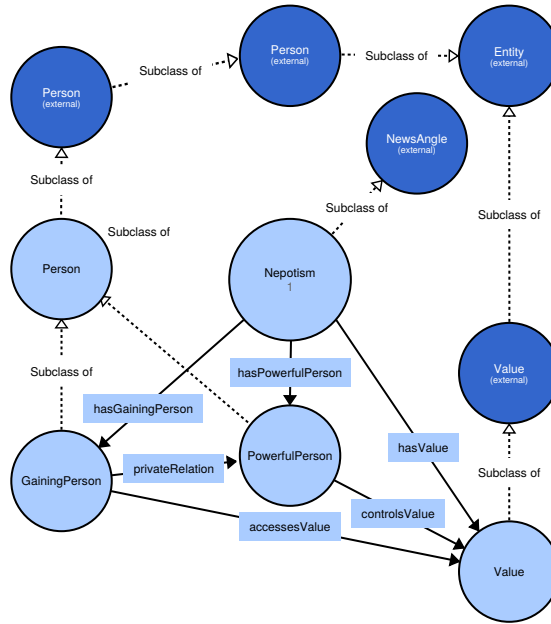 Person
(external)
Subclass of
Entity
(external)
Subclass of
Person
(external)
NewsAngle
(external)
Subclass of
Subclass of
Subclass of
Subclass of
Person
Nepotism
1
Subclass of
hasPowerfulPerson
Value
(external)
hasGainingPerson
hasValue
PowerfulPerson
privateRelation
Subclass of
GainingPerson
controlsValue
accessesValue
Value